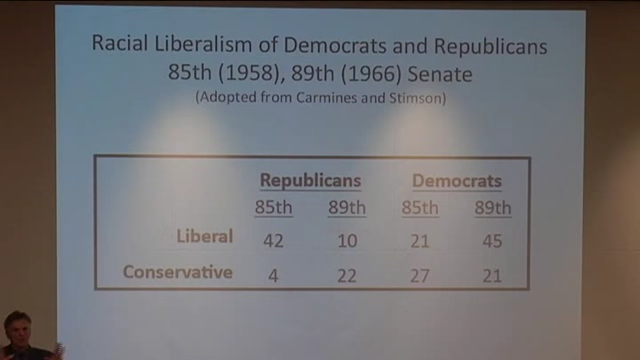 Racial Liberalism of Democrats and Republicans
85th (1958), 89th (1966) Senate
(Adopted from Carmines and Stimson)
Republicans Democrats
85th 89th 85th 89th
Liberal 42 10 21 45
Conservative 4 22 27 21